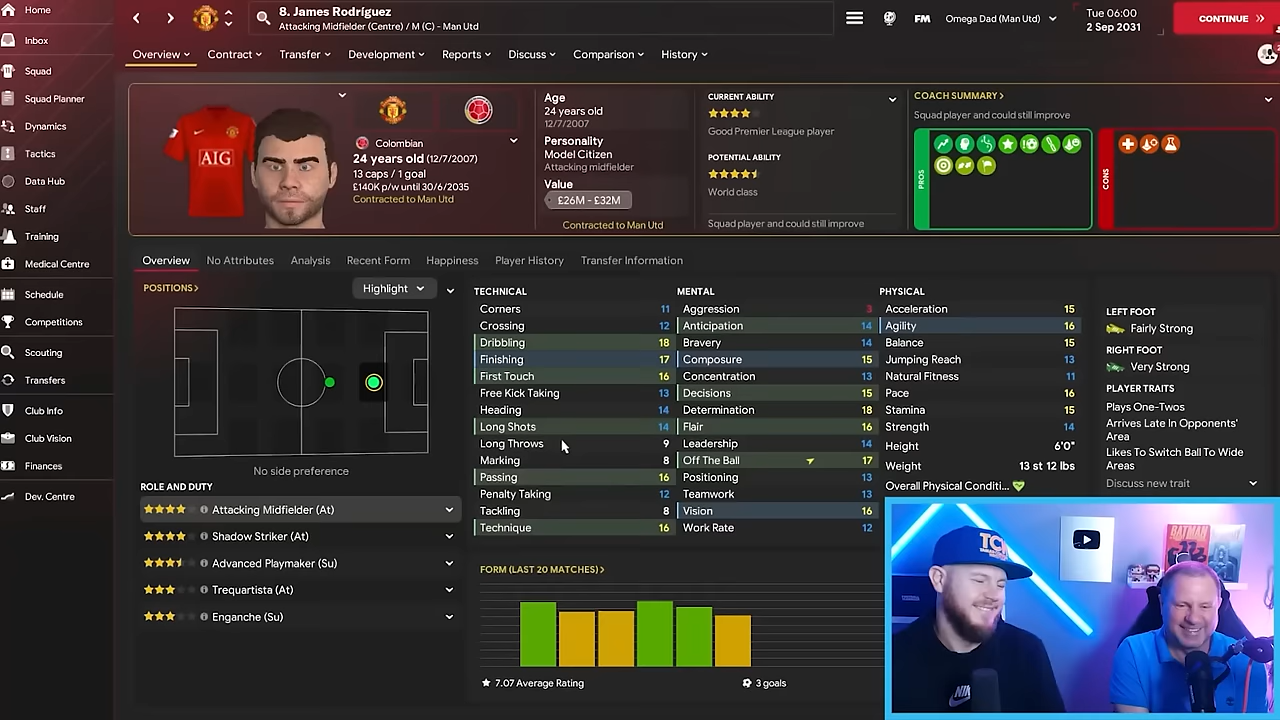 Home
Inbox
Squad
Squad Planner
Dynamics
Tactics
Data Hub
Staff
Training
Medical Centre
Schedule
Competitions
Scouting
Transfers
Club Info
Club Vision
Finances
Dev. Centre
8. James Rodríguez
Attacking Midfielder (Centre) / M (C) - Man Utd
FM
Omega Dad (Man Utd)
Tue 06:00
2 Sep 2031
CONTINUE
Overview
Contract
Transfer
Development
Reports
Discuss
Comparison
History
AIG
Colombian
24 years old (12/7/2007)
13 caps / 1 goal
£140K p/w until 30/6/2035
Contracted to Man Utd
Age
24 years old
12/7/2007
Personality
Model Citizen
Attacking midfielder
Value
£26M - £32M
Contracted to Man Utd
CURRENT ABILITY
Good Premier League player
POTENTIAL ABILITY
World class
Squad player and could still improve
COACH SUMMARY >
Squad player and could still improve
PROS
CONS
Overview
No Attributes
Analysis
Recent Form
Happiness
Player History
Transfer Information
POSITIONS >
Highlight
No side preference
ROLE AND DUTY
Attacking Midfielder (At)
Shadow Striker (At)
Advanced Playmaker (Su)
Trequartista (At)
Enganche (Su)
TECHNICAL
Corners 11
Crossing 12
Dribbling 18
Finishing 17
First Touch 16
Free Kick Taking 13
Heading 14
Long Shots 14
Long Throws 9
Marking 8
Passing 16
Penalty Taking 12
Tackling 8
Technique 16
MENTAL
Aggression 3
Anticipation 14
Bravery 14
Composure 15
Concentration 13
Decisions 15
Determination 18
Flair 16
Leadership 14
Off The Ball 17
Positioning 13
Teamwork 13
Vision 16
Work Rate 12
PHYSICAL
Acceleration 15
Agility 16
Balance 15
Jumping Reach 13
Natural Fitness 11
Pace 16
Stamina 15
Strength 14
Height 6'0"
Weight 13 st 12 lbs
Overall Physical Conditi...
LEFT FOOT
Fairly Strong
RIGHT FOOT
Very Strong
PLAYER TRAITS
Plays One-Twos
Arrives Late In Opponents'
Area
Likes To Switch Ball To Wide
Areas
Discuss new trait
FORM (LAST 20 MATCHES) >
7.07 Average Rating
3 goals
BATMAN
NIKE